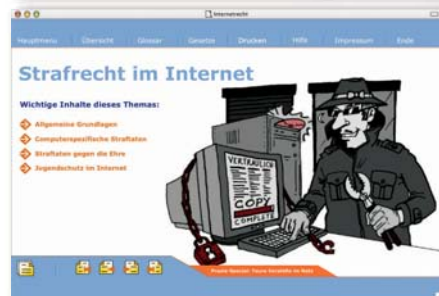 Internetrecht
Hauptmenü Übersicht Glossar Gesetze Drucken Hilfe Impressum Ende
Strafrecht im Internet
Wichtige Inhalte dieses Themas:
Allgemeine Grundlagen
Computerspezifische Straftaten
Straftaten gegen die Ehre
Jugendschutz im Internet
VERTRAULICH
COPY
COMPLETE